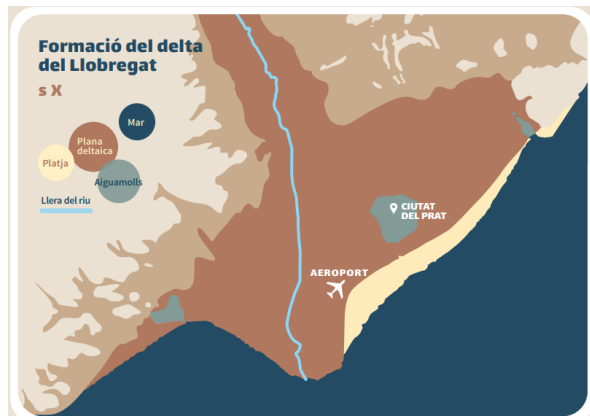 Formació del delta
del Llobregat
s X
Mar
Plana
deltaica
Platja
Aiguamolls
Llera del riu
CIUTAT
DEL PRAT
AEROPORT